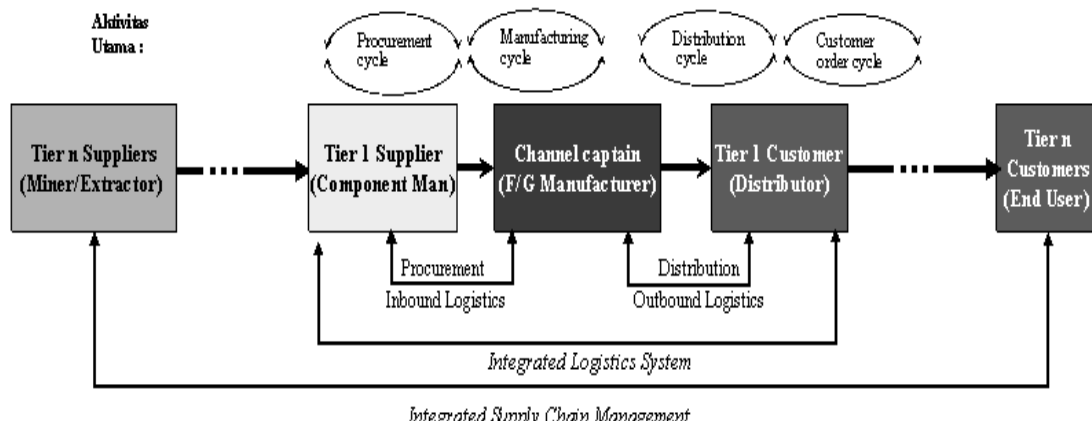 Aktivitas
Utama :
Procurement
cycle
Manufacturing
cycle
Distribution
cycle
Customer
order cycle
Tier n Suppliers
(Miner/Extractor)
Tier 1 Supplier
(Component Man)
Channel captain
(F/G Manufacturer)
Tier 1 Customer
(Distributor)
Tier n
Customers
(End User)
Procurement
Inbound Logistics
Distribution
Outbound Logistics
Integrated Logistics System
Integrated Supply Chain Management